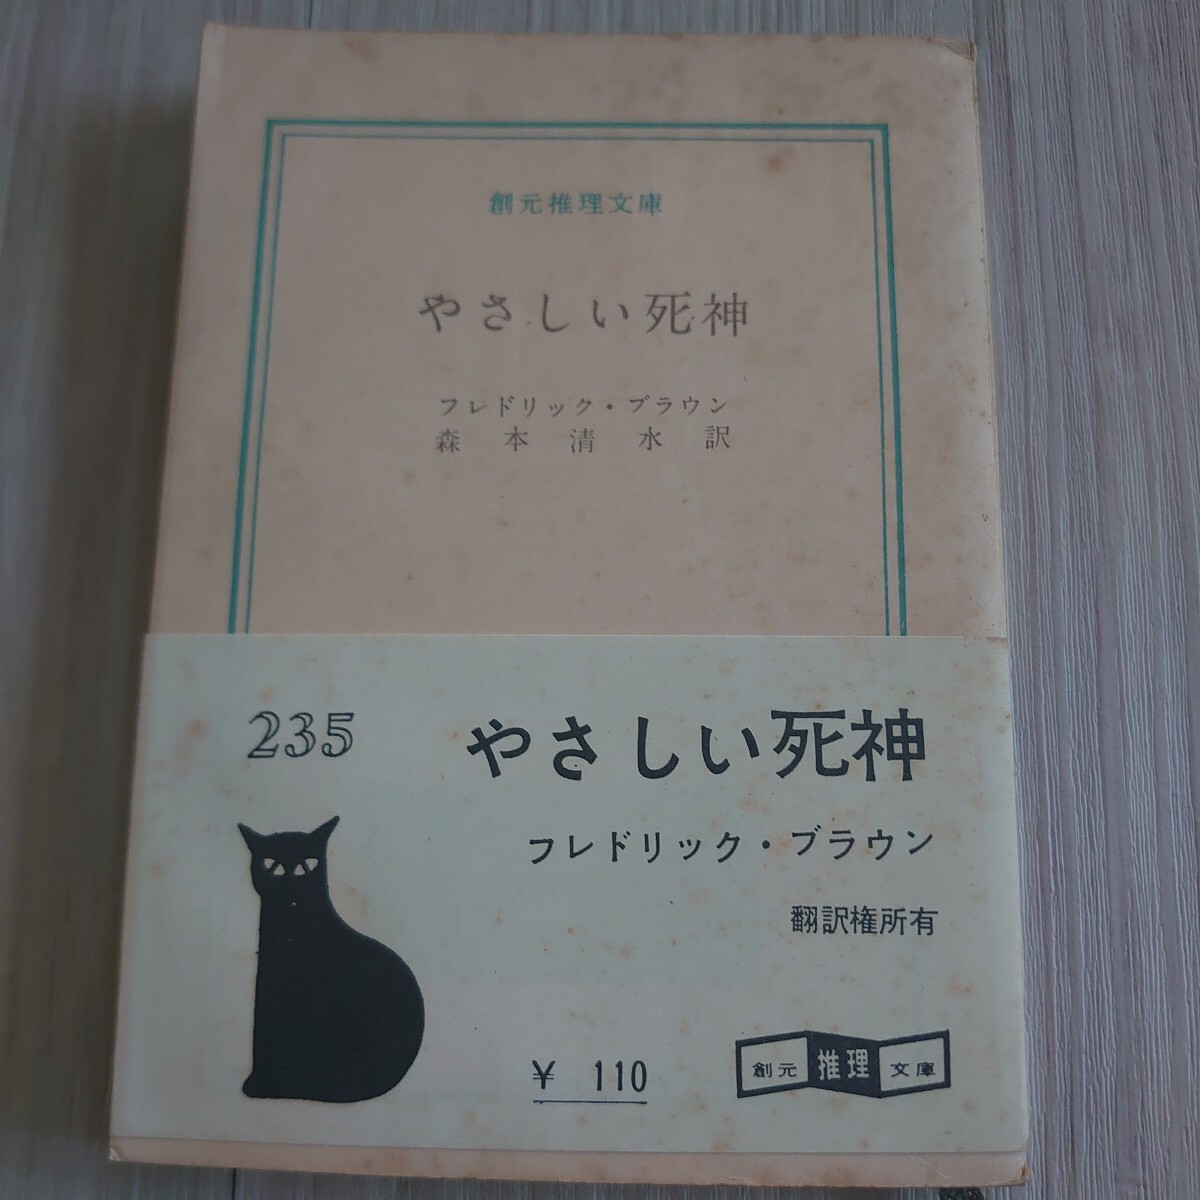 創元推理文庫
やさしい死神
フレドリック・ブラウン
森本清水訳
235
やさしい死神
フレドリック・ブラウン
翻訳権所有
¥ 110
創元推理文庫